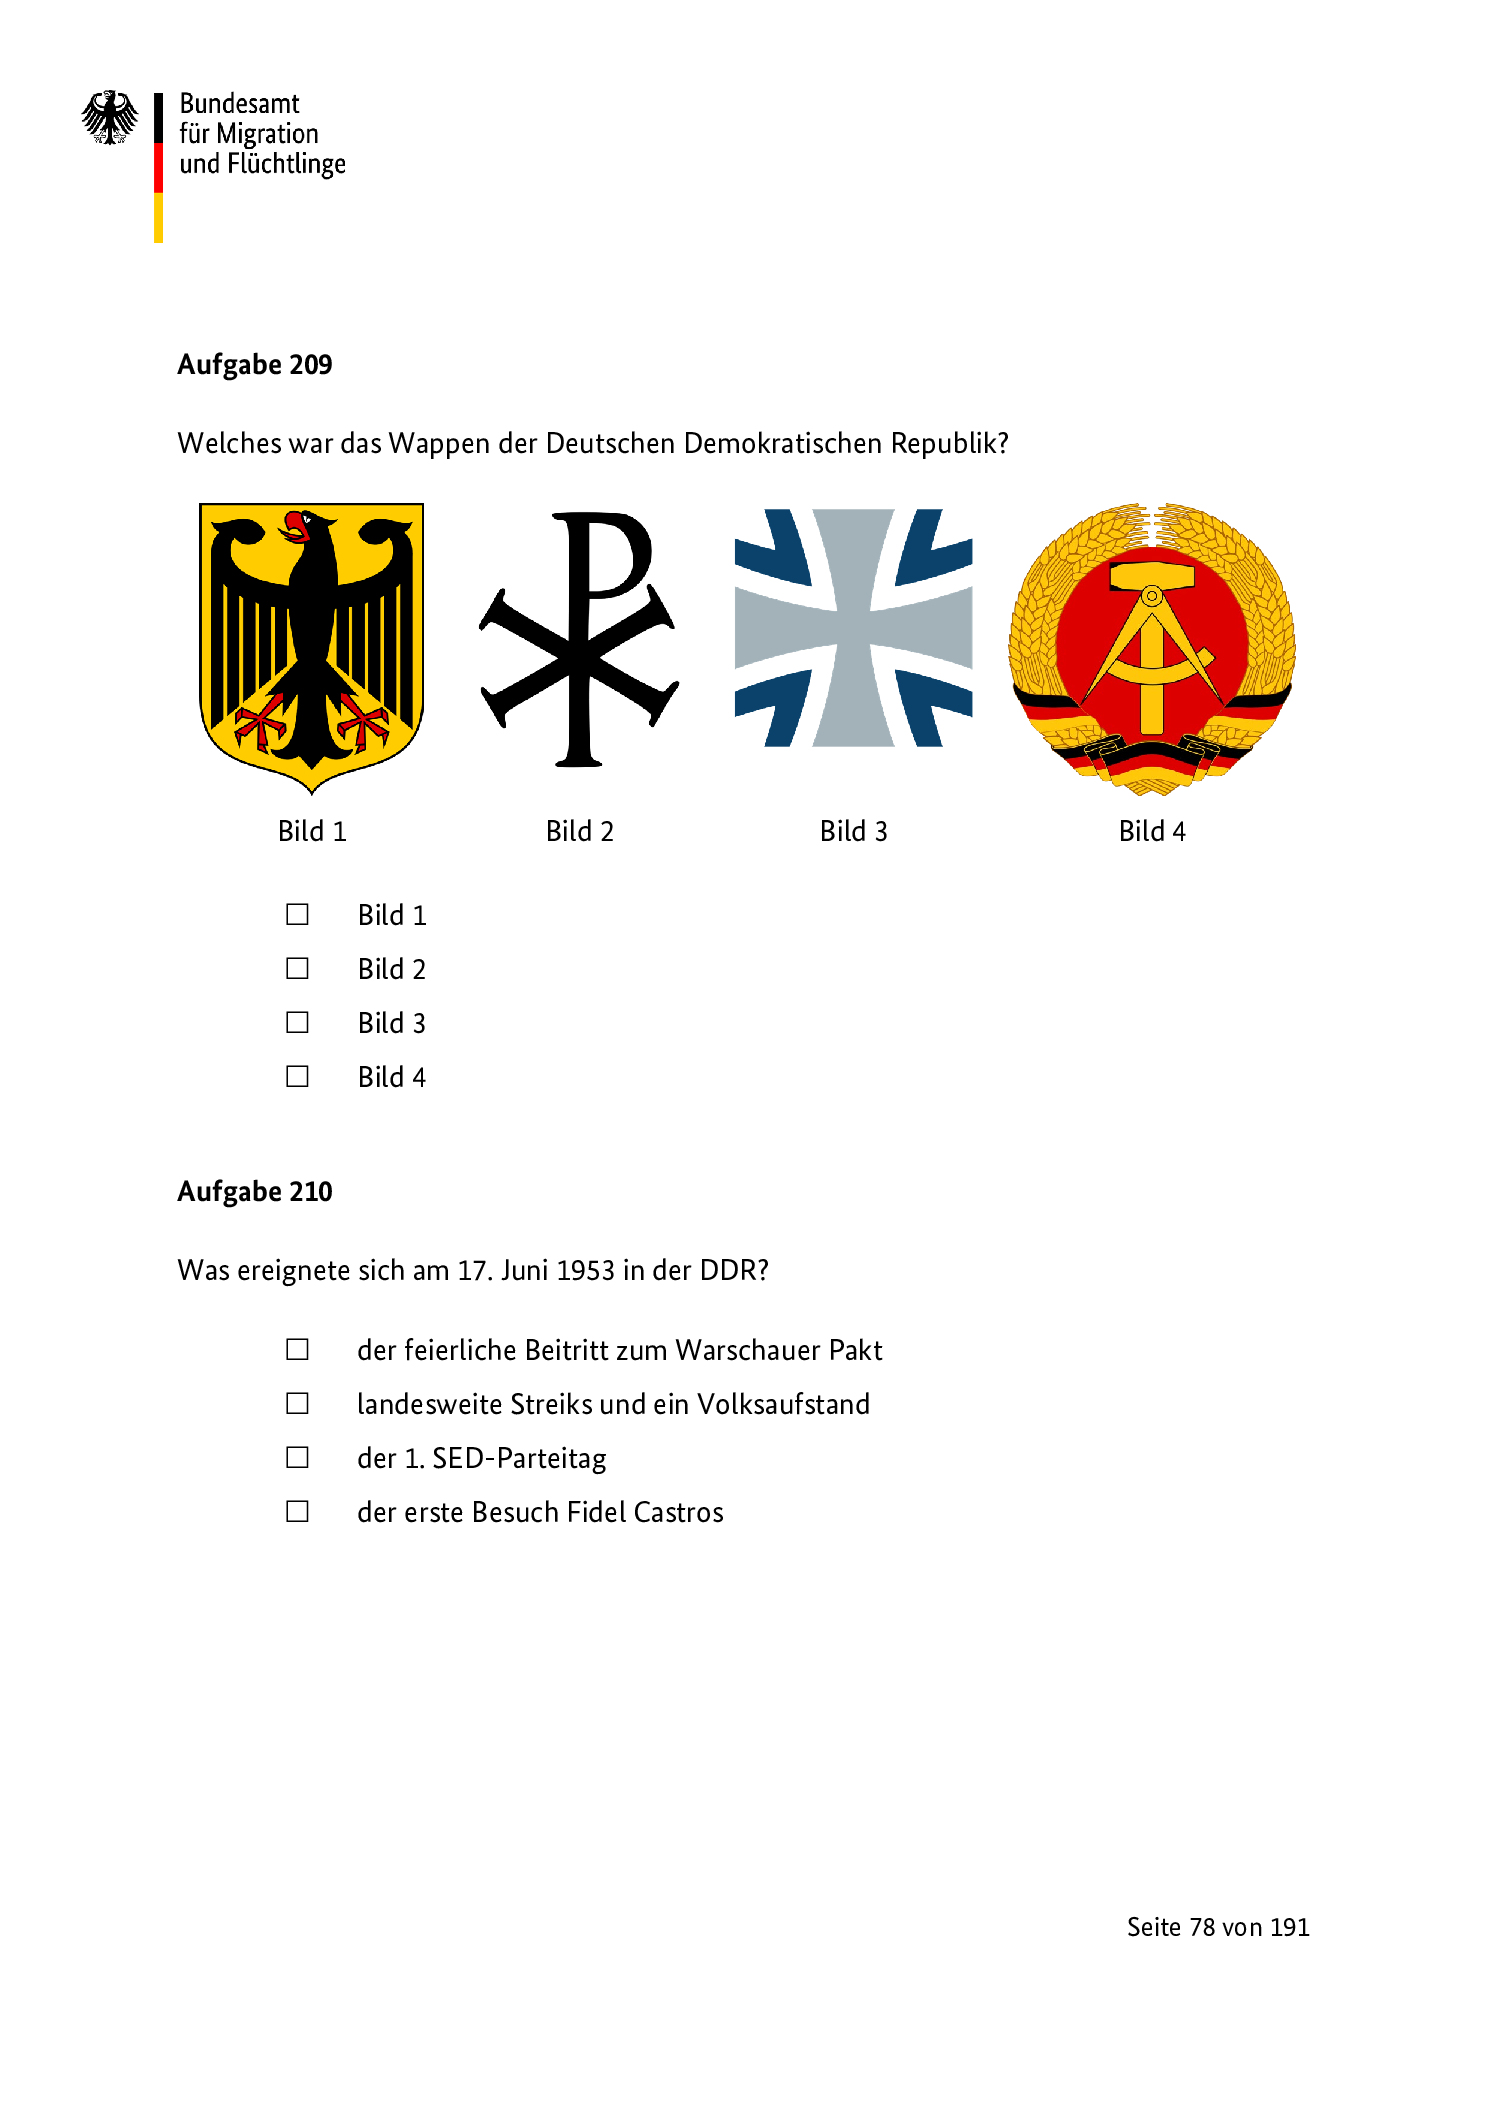 Bundesamt
für Migration
und Flüchtlinge
Aufgabe 209
Welches war das Wappen der Deutschen Demokratischen Republik?
Bild 1 Bild 2 Bild 3 Bild 4
☐ Bild 1
☐ Bild 2
☐ Bild 3
☐ Bild 4
Aufgabe 210
Was ereignete sich am 17. Juni 1953 in der DDR?
☐ der feierliche Beitritt zum Warschauer Pakt
☐ landesweite Streiks und ein Volksaufstand
☐ der 1. SED-Parteitag
☐ der erste Besuch Fidel Castros
Seite 78 von 191